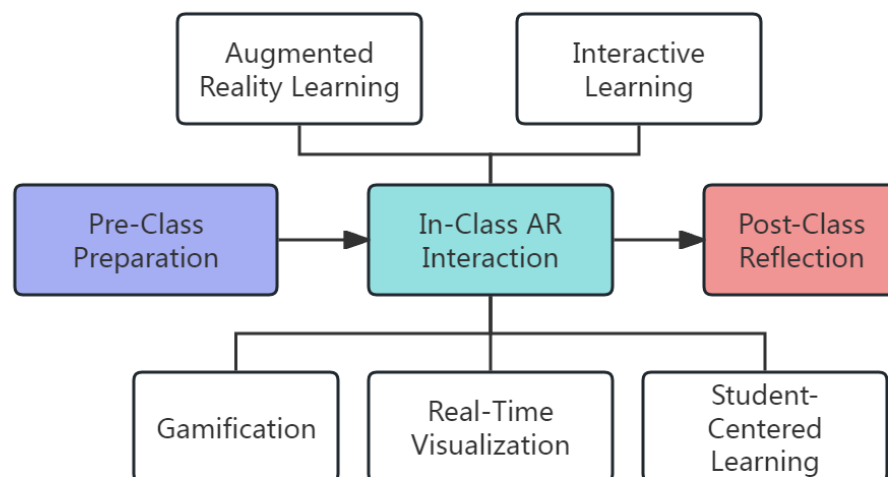 Augmented
Reality Learning
Interactive
Learning
Pre-Class
Preparation
In-Class AR
Interaction
Post-Class
Reflection
Gamification
Real-Time
Visualization
Student-
Centered
Learning